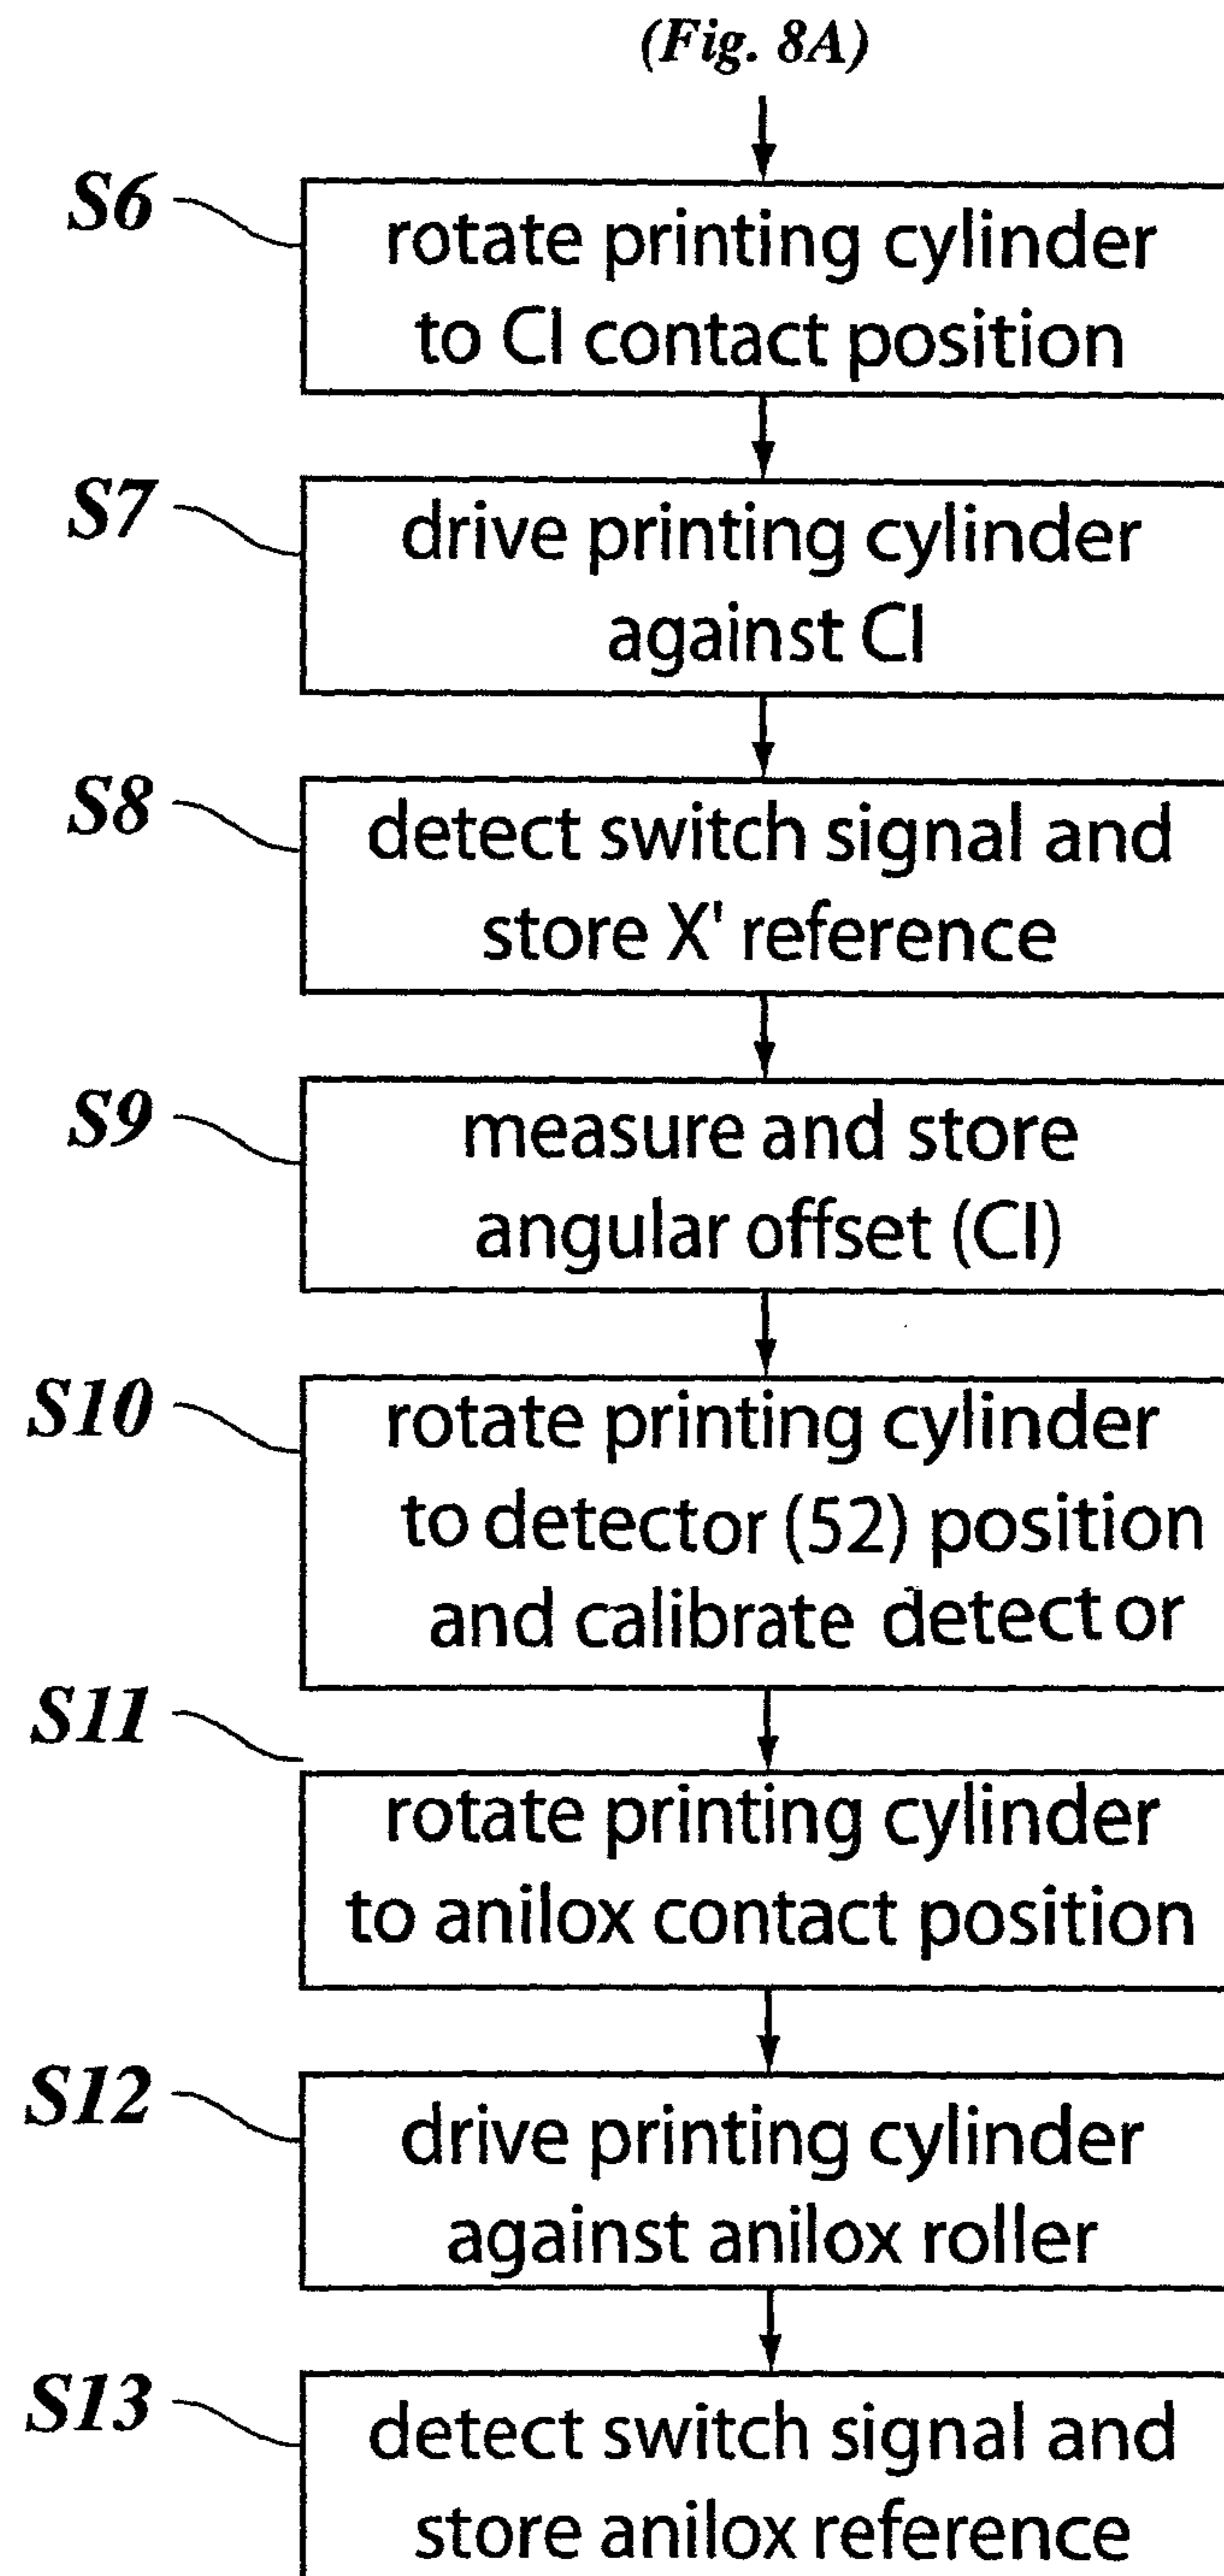 (Fig. 8A)
S6
rotate printing cylinder
to CI contact position
S7
drive printing cylinder
against CI
S8
detect switch signal and
store X' reference
S9
measure and store
angular offset (CI)
S10
rotate printing cylinder
to detector (52) position
and calibrate detector
S11
rotate printing cylinder
to anilox contact position
S12
drive printing cylinder
against anilox roller
S13
detect switch signal and
store anilox reference